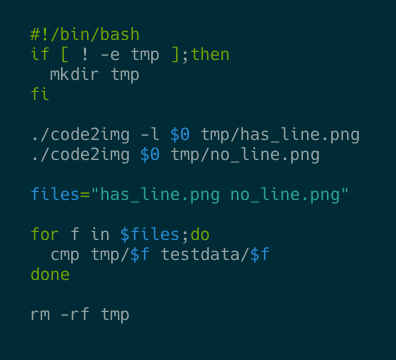 #!/bin/bash
if [ ! -e tmp ];then
  mkdir tmp
fi

./code2img -l $0 tmp/has_line.png
./code2img $0 tmp/no_line.png

files="has_line.png no_line.png"

for f in $files;do
  cmp tmp/$f testdata/$f
done

rm -rf tmp